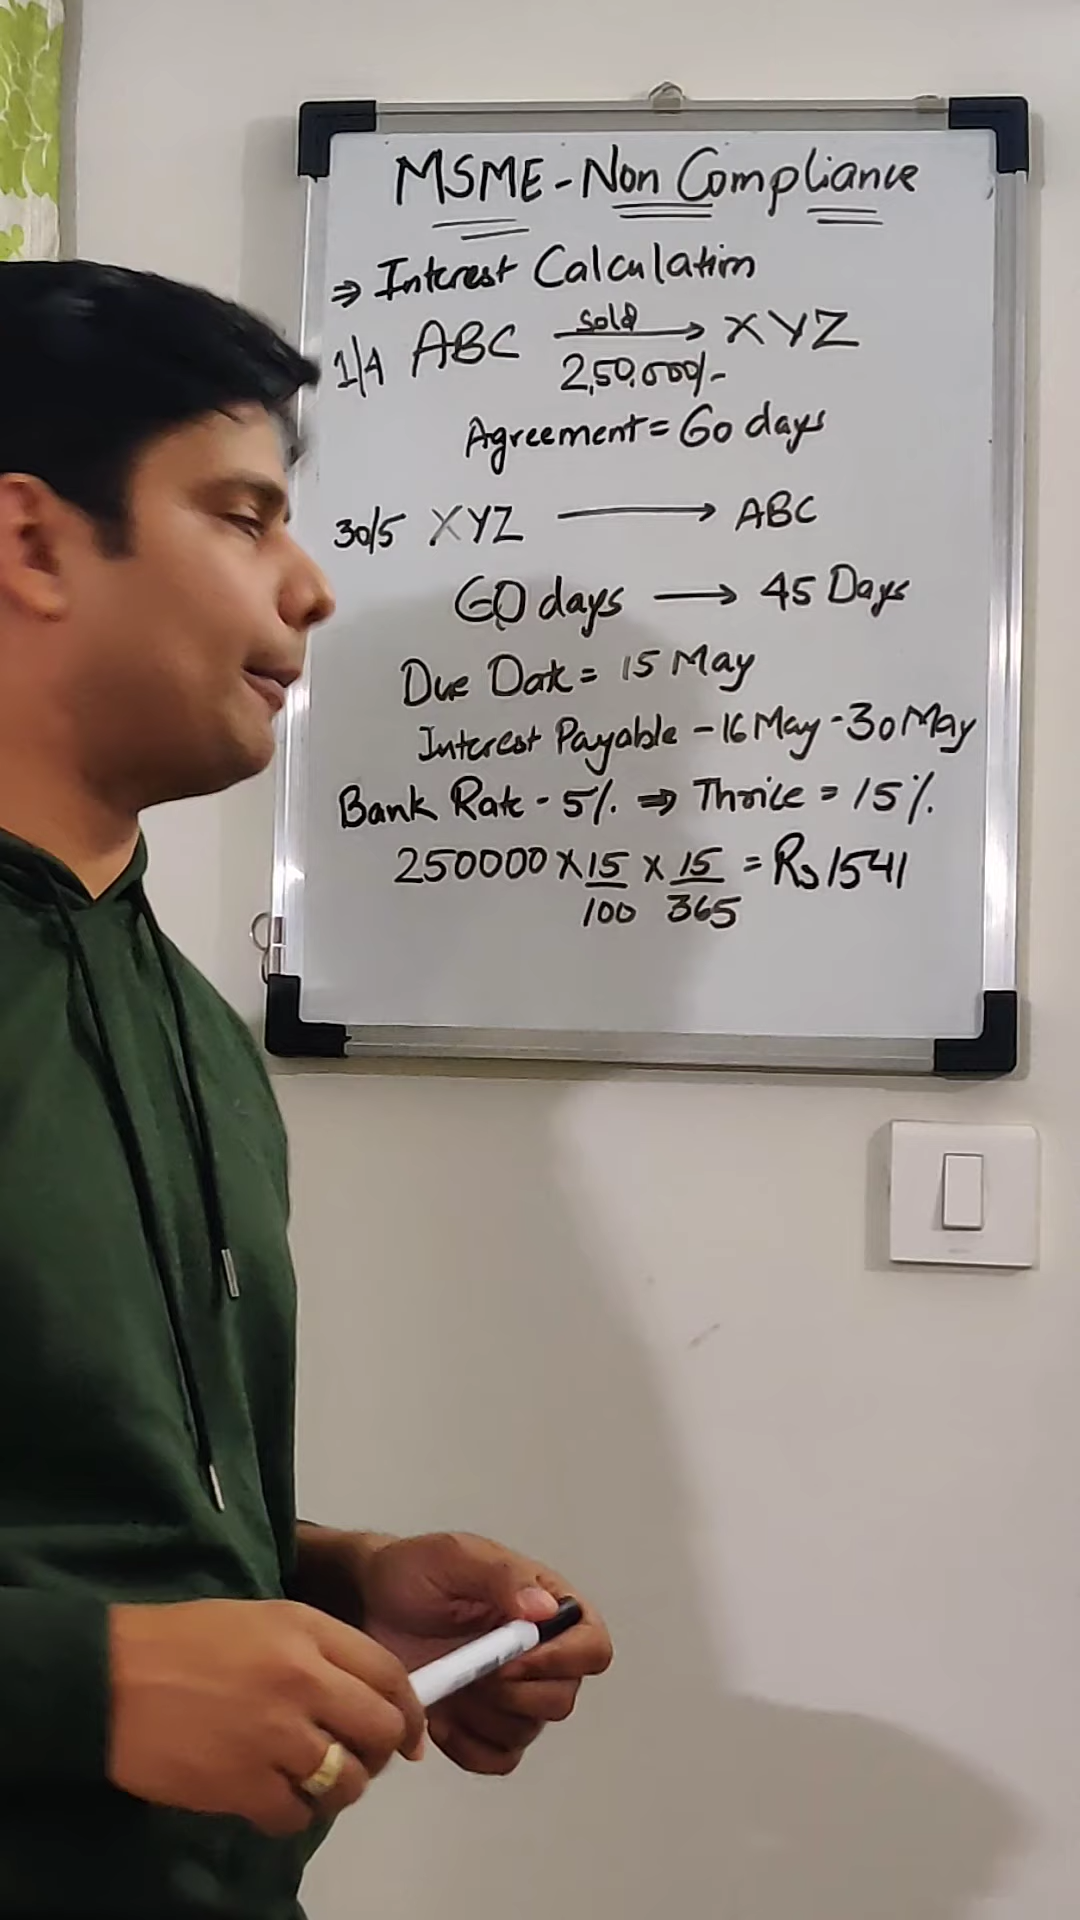 MSME - Non Compliance
⇒ Interest Calculation
1/4 ABC sold → XYZ
2,50,000/-
Agreement = 60 days
30/5 XYZ → ABC
60 days → 45 Days
Due Date = 15 May
Interest Payable - 16 May - 30 May
Bank Rate - 5% ⇒ Thrice = 15%
250000 × 15/100 × 15/365 = Rs 1541